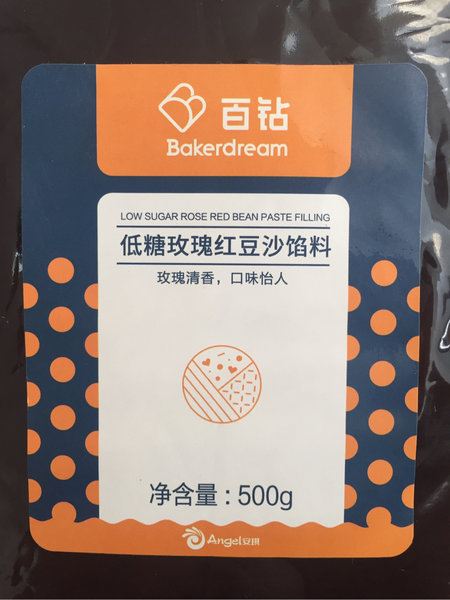 百钻
Bakerdream
LOW SUGAR ROSE RED BEAN PASTE FILLING
低糖玫瑰红豆沙馅料
玫瑰清香，口味怡人
净含量：500g
Angel安琪